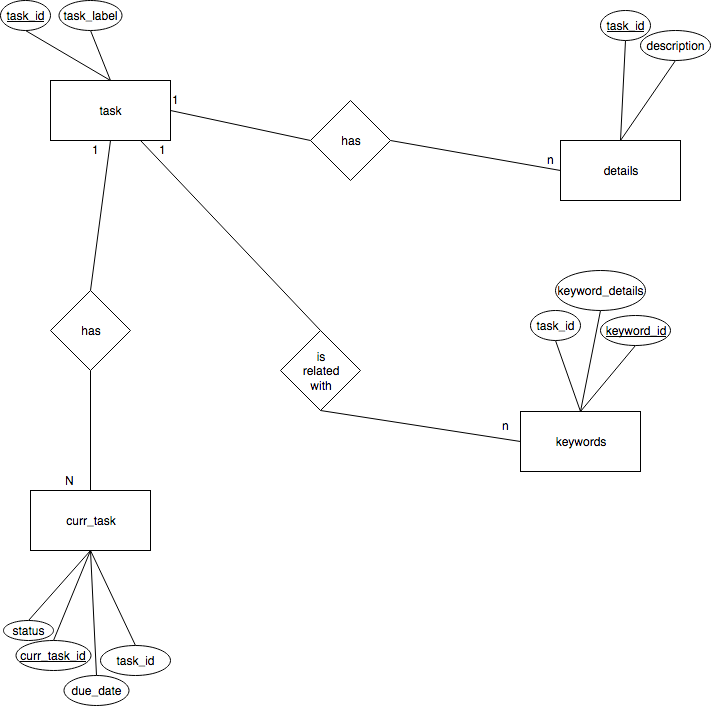 task_id
task_label
task_id
description
task
1
has
n
details
1
1
keyword_details
task_id
keyword_id
has
is
related
with
n
keywords
N
curr_task
status
curr_task_id
task_id
due_date